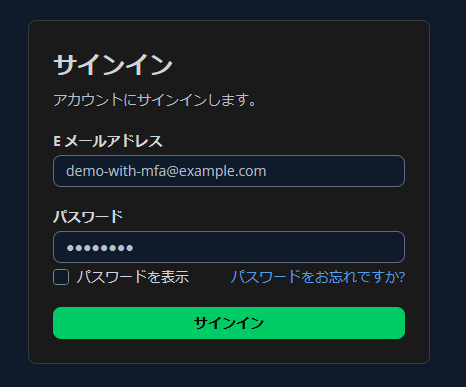 サインイン
アカウントにサインインします。
E メールアドレス
demo-with-mfa@example.com
パスワード
●●●●●●●●
パスワードを表示 パスワードをお忘れですか?
サインイン